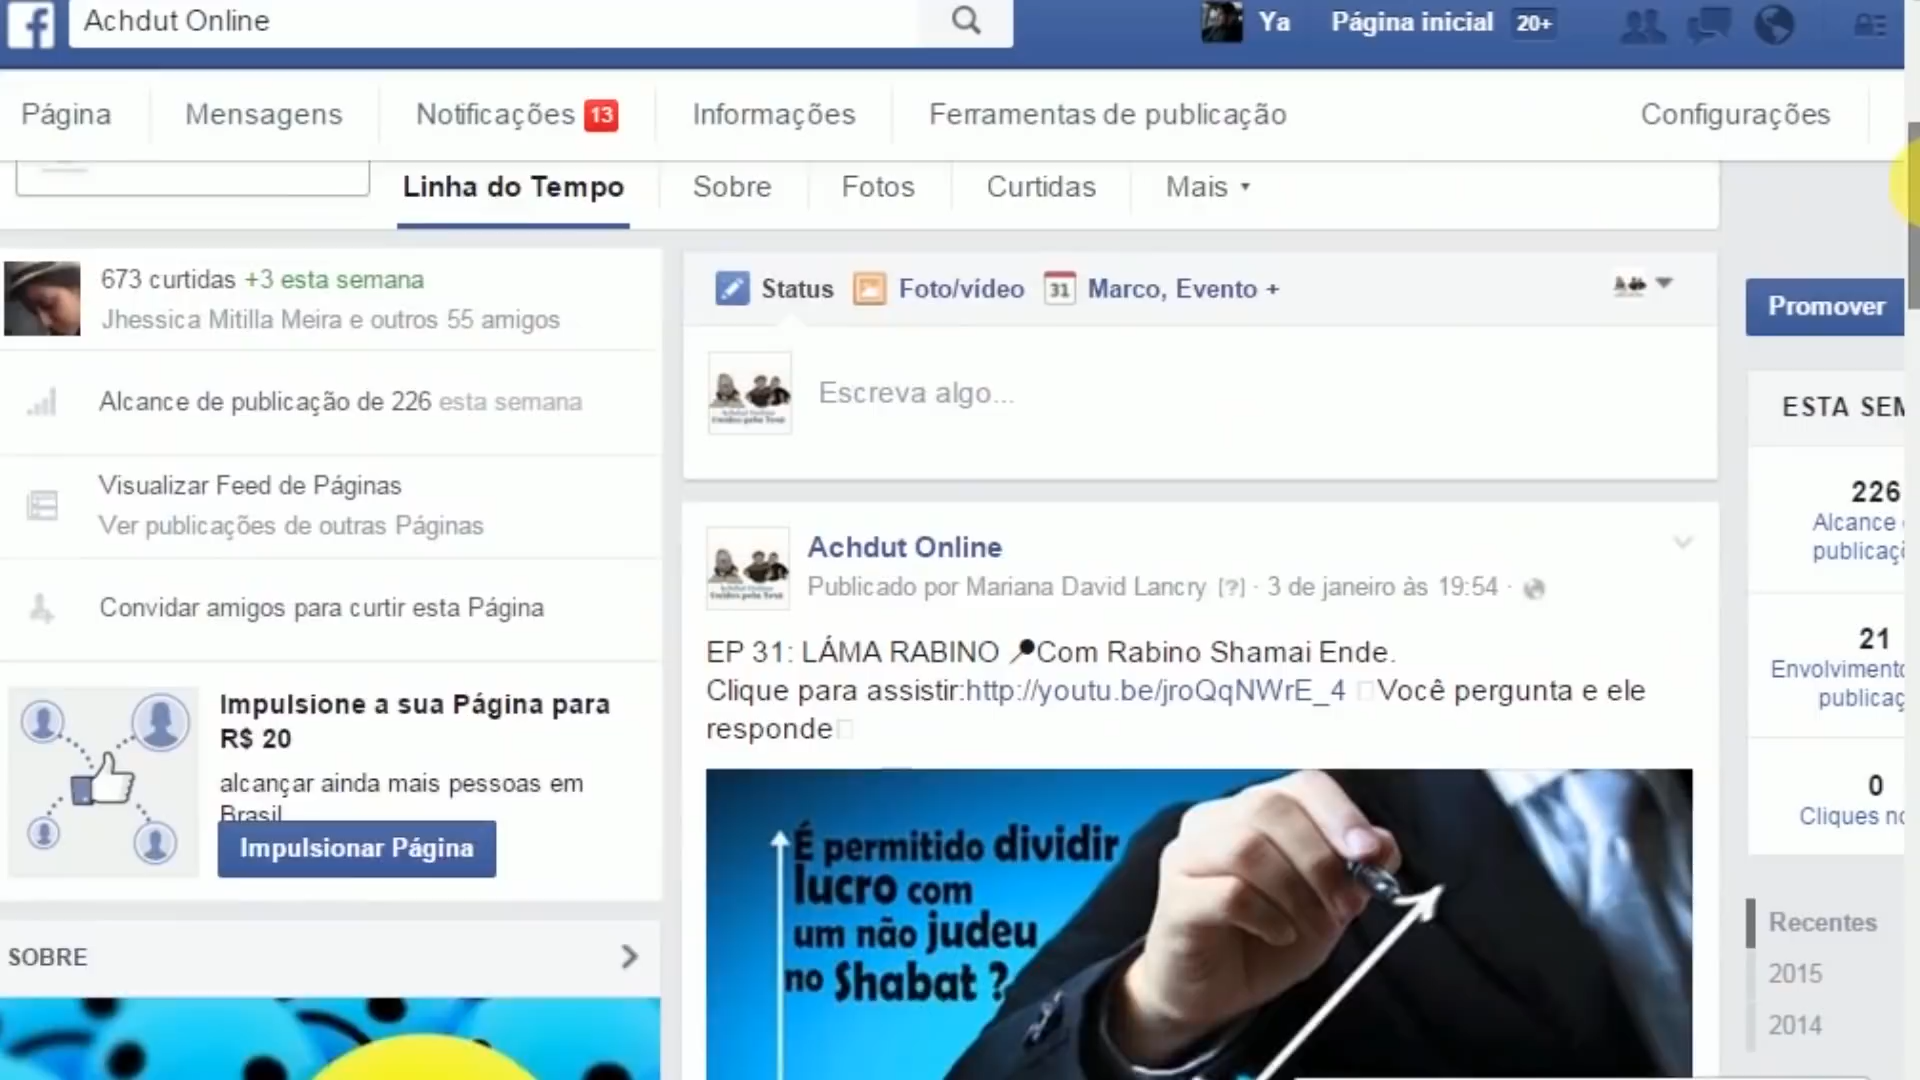 Achdut Online
Ya
Página inicial 20+
Página
Mensagens
Notificações 13
Informações
Ferramentas de publicação
Configurações
Linha do Tempo
Sobre
Fotos
Curtidas
Mais
673 curtidas +3 esta semana
Jhessica Mitilla Meira e outros 55 amigos
Alcance de publicação de 226 esta semana
Visualizar Feed de Páginas
Ver publicações de outras Páginas
Convidar amigos para curtir esta Página
Impulsione a sua Página para
R$ 20
alcançar ainda mais pessoas em
Brasil
Impulsionar Página
SOBRE
Status
Foto/vídeo
31
Marco, Evento +
Escreva algo...
Achdut Online
Publicado por Mariana David Lancry [?] · 3 de janeiro às 19:54 ·
EP 31: LÁMA RABINO Com Rabino Shamai Ende.
Clique para assistir:http://youtu.be/jroQqNWrE_4 Você pergunta e ele
responde
É permitido dividir
lucro com
um não judeu
no Shabat ?
Promover
ESTA SEM
226
Alcance
publicaç
21
Envolvimento
publicaç
0
Cliques no
Recentes
2015
2014